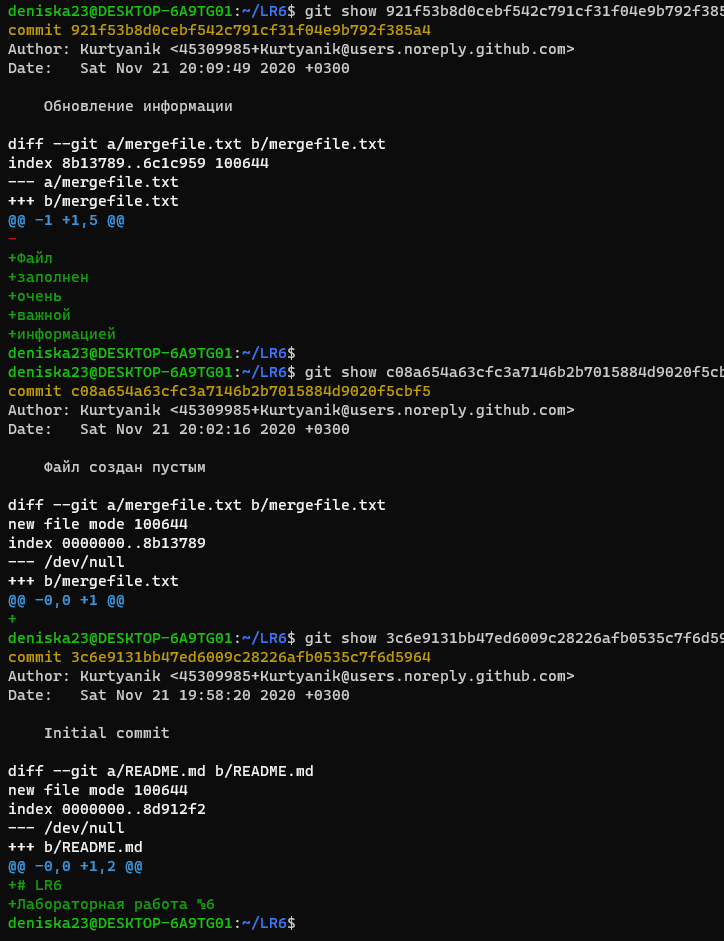 deniska23@DESKTOP-6A9TG01:~/LR6$ git show 921f53b8d0cebf542c791cf31f04e9b792f385
commit 921f53b8d0cebf542c791cf31f04e9b792f385a4
Author: Kurtyanik <45309985+Kurtyanik@users.noreply.github.com>
Date:   Sat Nov 21 20:09:49 2020 +0300
    Обновление информации
diff --git a/mergefile.txt b/mergefile.txt
index 8b13789..6c1c959 100644
--- a/mergefile.txt
+++ b/mergefile.txt
@@ -1 +1,5 @@
-
+Файл
+заполнен
+очень
+важной
+информацией
deniska23@DESKTOP-6A9TG01:~/LR6$
deniska23@DESKTOP-6A9TG01:~/LR6$ git show c08a654a63cfc3a7146b2b7015884d9020f5cb
commit c08a654a63cfc3a7146b2b7015884d9020f5cbf5
Author: Kurtyanik <45309985+Kurtyanik@users.noreply.github.com>
Date:   Sat Nov 21 20:02:16 2020 +0300
    Файл создан пустым
diff --git a/mergefile.txt b/mergefile.txt
new file mode 100644
index 0000000..8b13789
--- /dev/null
+++ b/mergefile.txt
@@ -0,0 +1 @@
+
deniska23@DESKTOP-6A9TG01:~/LR6$ git show 3c6e9131bb47ed6009c28226afb0535c7f6d59
commit 3c6e9131bb47ed6009c28226afb0535c7f6d5964
Author: Kurtyanik <45309985+Kurtyanik@users.noreply.github.com>
Date:   Sat Nov 21 19:58:20 2020 +0300
    Initial commit
diff --git a/README.md b/README.md
new file mode 100644
index 0000000..8d912f2
--- /dev/null
+++ b/README.md
@@ -0,0 +1,2 @@
+# LR6
+Лабораторная работа №6
deniska23@DESKTOP-6A9TG01:~/LR6$